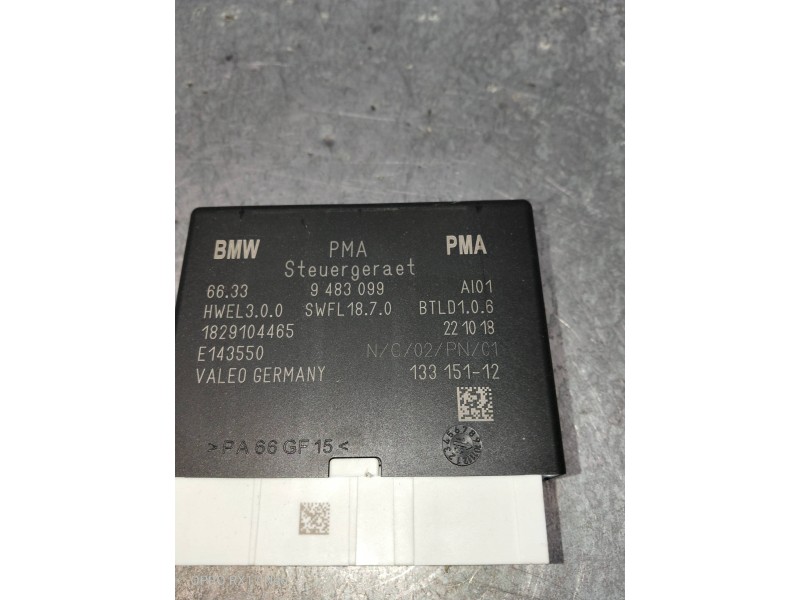 BMW PMA PMA
Steuergeraet
66.33 9 483 099 AI01
HWEL3.0.0 SWFL18.7.0 BTLD1.0.6
1829104465 22 10 18
E143550 N/C/02/PN/C1
VALEO GERMANY 133 151-12
>PA 66 GF 15<